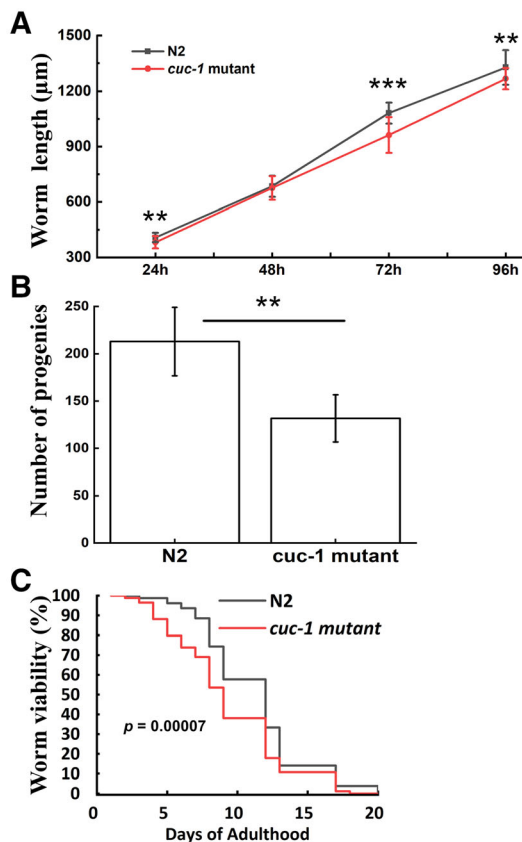 A
N2
cuc-1 mutant
**
***
**
Worm length (µm)
1500
1200
900
600
300
24h 48h 72h 96h
B
**
Number of progenies
250
200
150
100
50
0
N2 cuc-1 mutant
C
N2
cuc-1 mutant
Worm viability (%)
100
90
80
70
60
50
40
30
20
10
0
p = 0.00007
0 5 10 15 20
Days of Adulthood